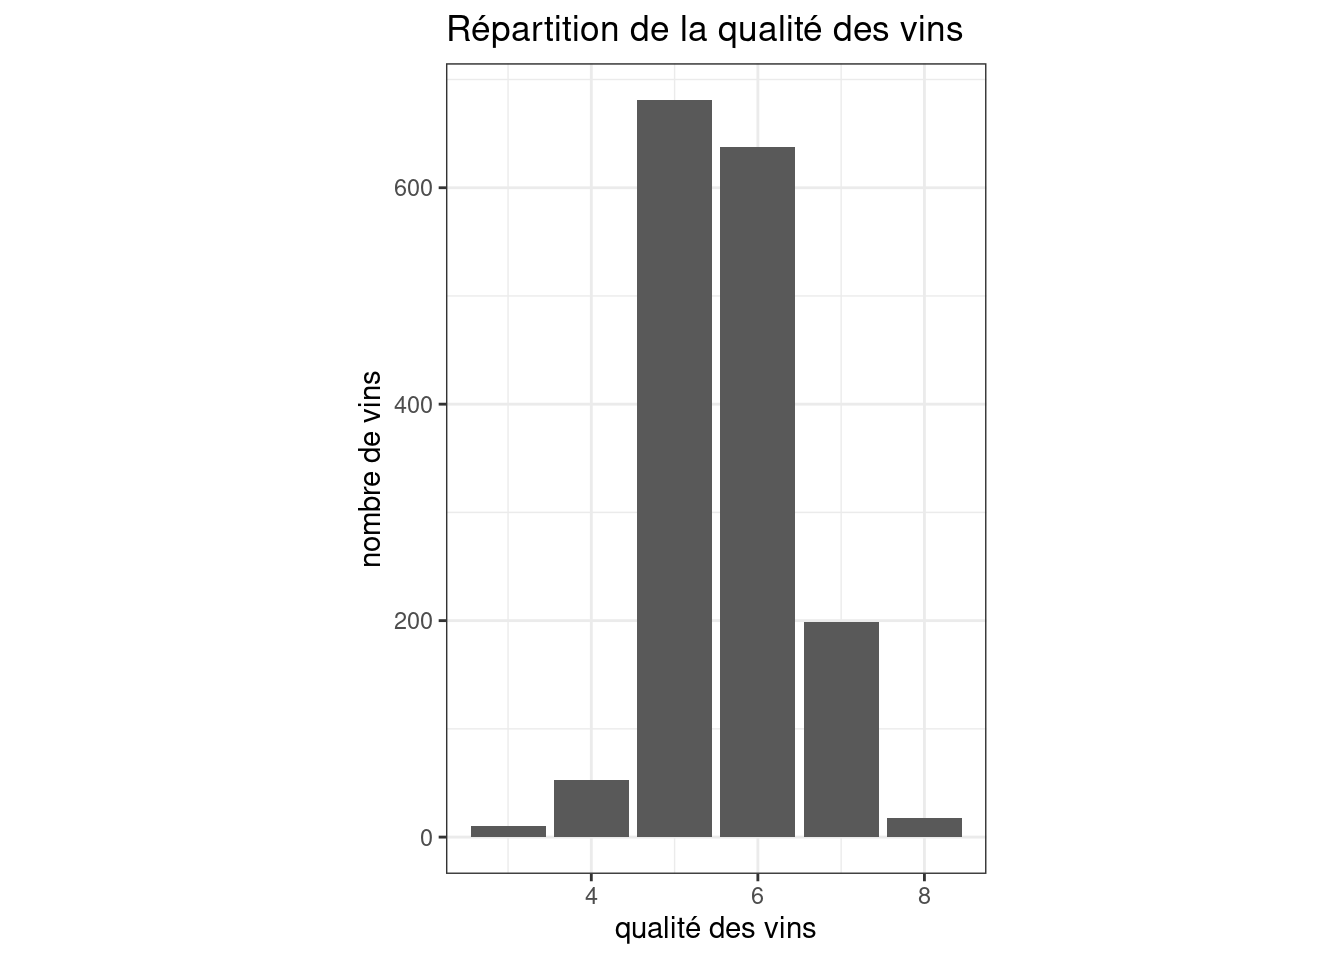 Répartition de la qualité des vins
nombre de vins
600
400
200
0
4 6 8
qualité des vins